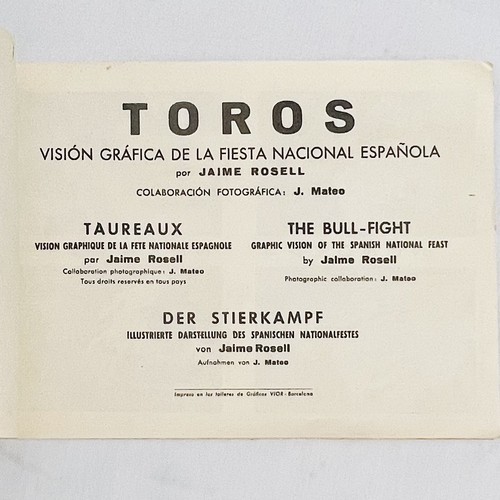 TOROS
VISIÓN GRÁFICA DE LA FIESTA NACIONAL ESPAÑOLA
por JAIME ROSELL
COLABORACIÓN FOTOGRÁFICA: J. Mateo
TAUREAUX
VISION GRAPHIQUE DE LA FETE NATIONALE ESPAGNOLE
par Jaime Rosell
Collaboration photographique: J. Mateo
Tous droits reservés en tous pays
THE BULL-FIGHT
GRAPHIC VISION OF THE SPANISH NATIONAL FEAST
by Jaime Rosell
Photographic collaboration: J. Mateo
DER STIERKAMPF
ILLUSTRIERTE DARSTELLUNG DES SPANISCHEN NATIONALFESTES
von Jaime Rosell
Aufnahmen von J. Mateo
Impreso en los talleres de Gráficos VIOR - Barcelona